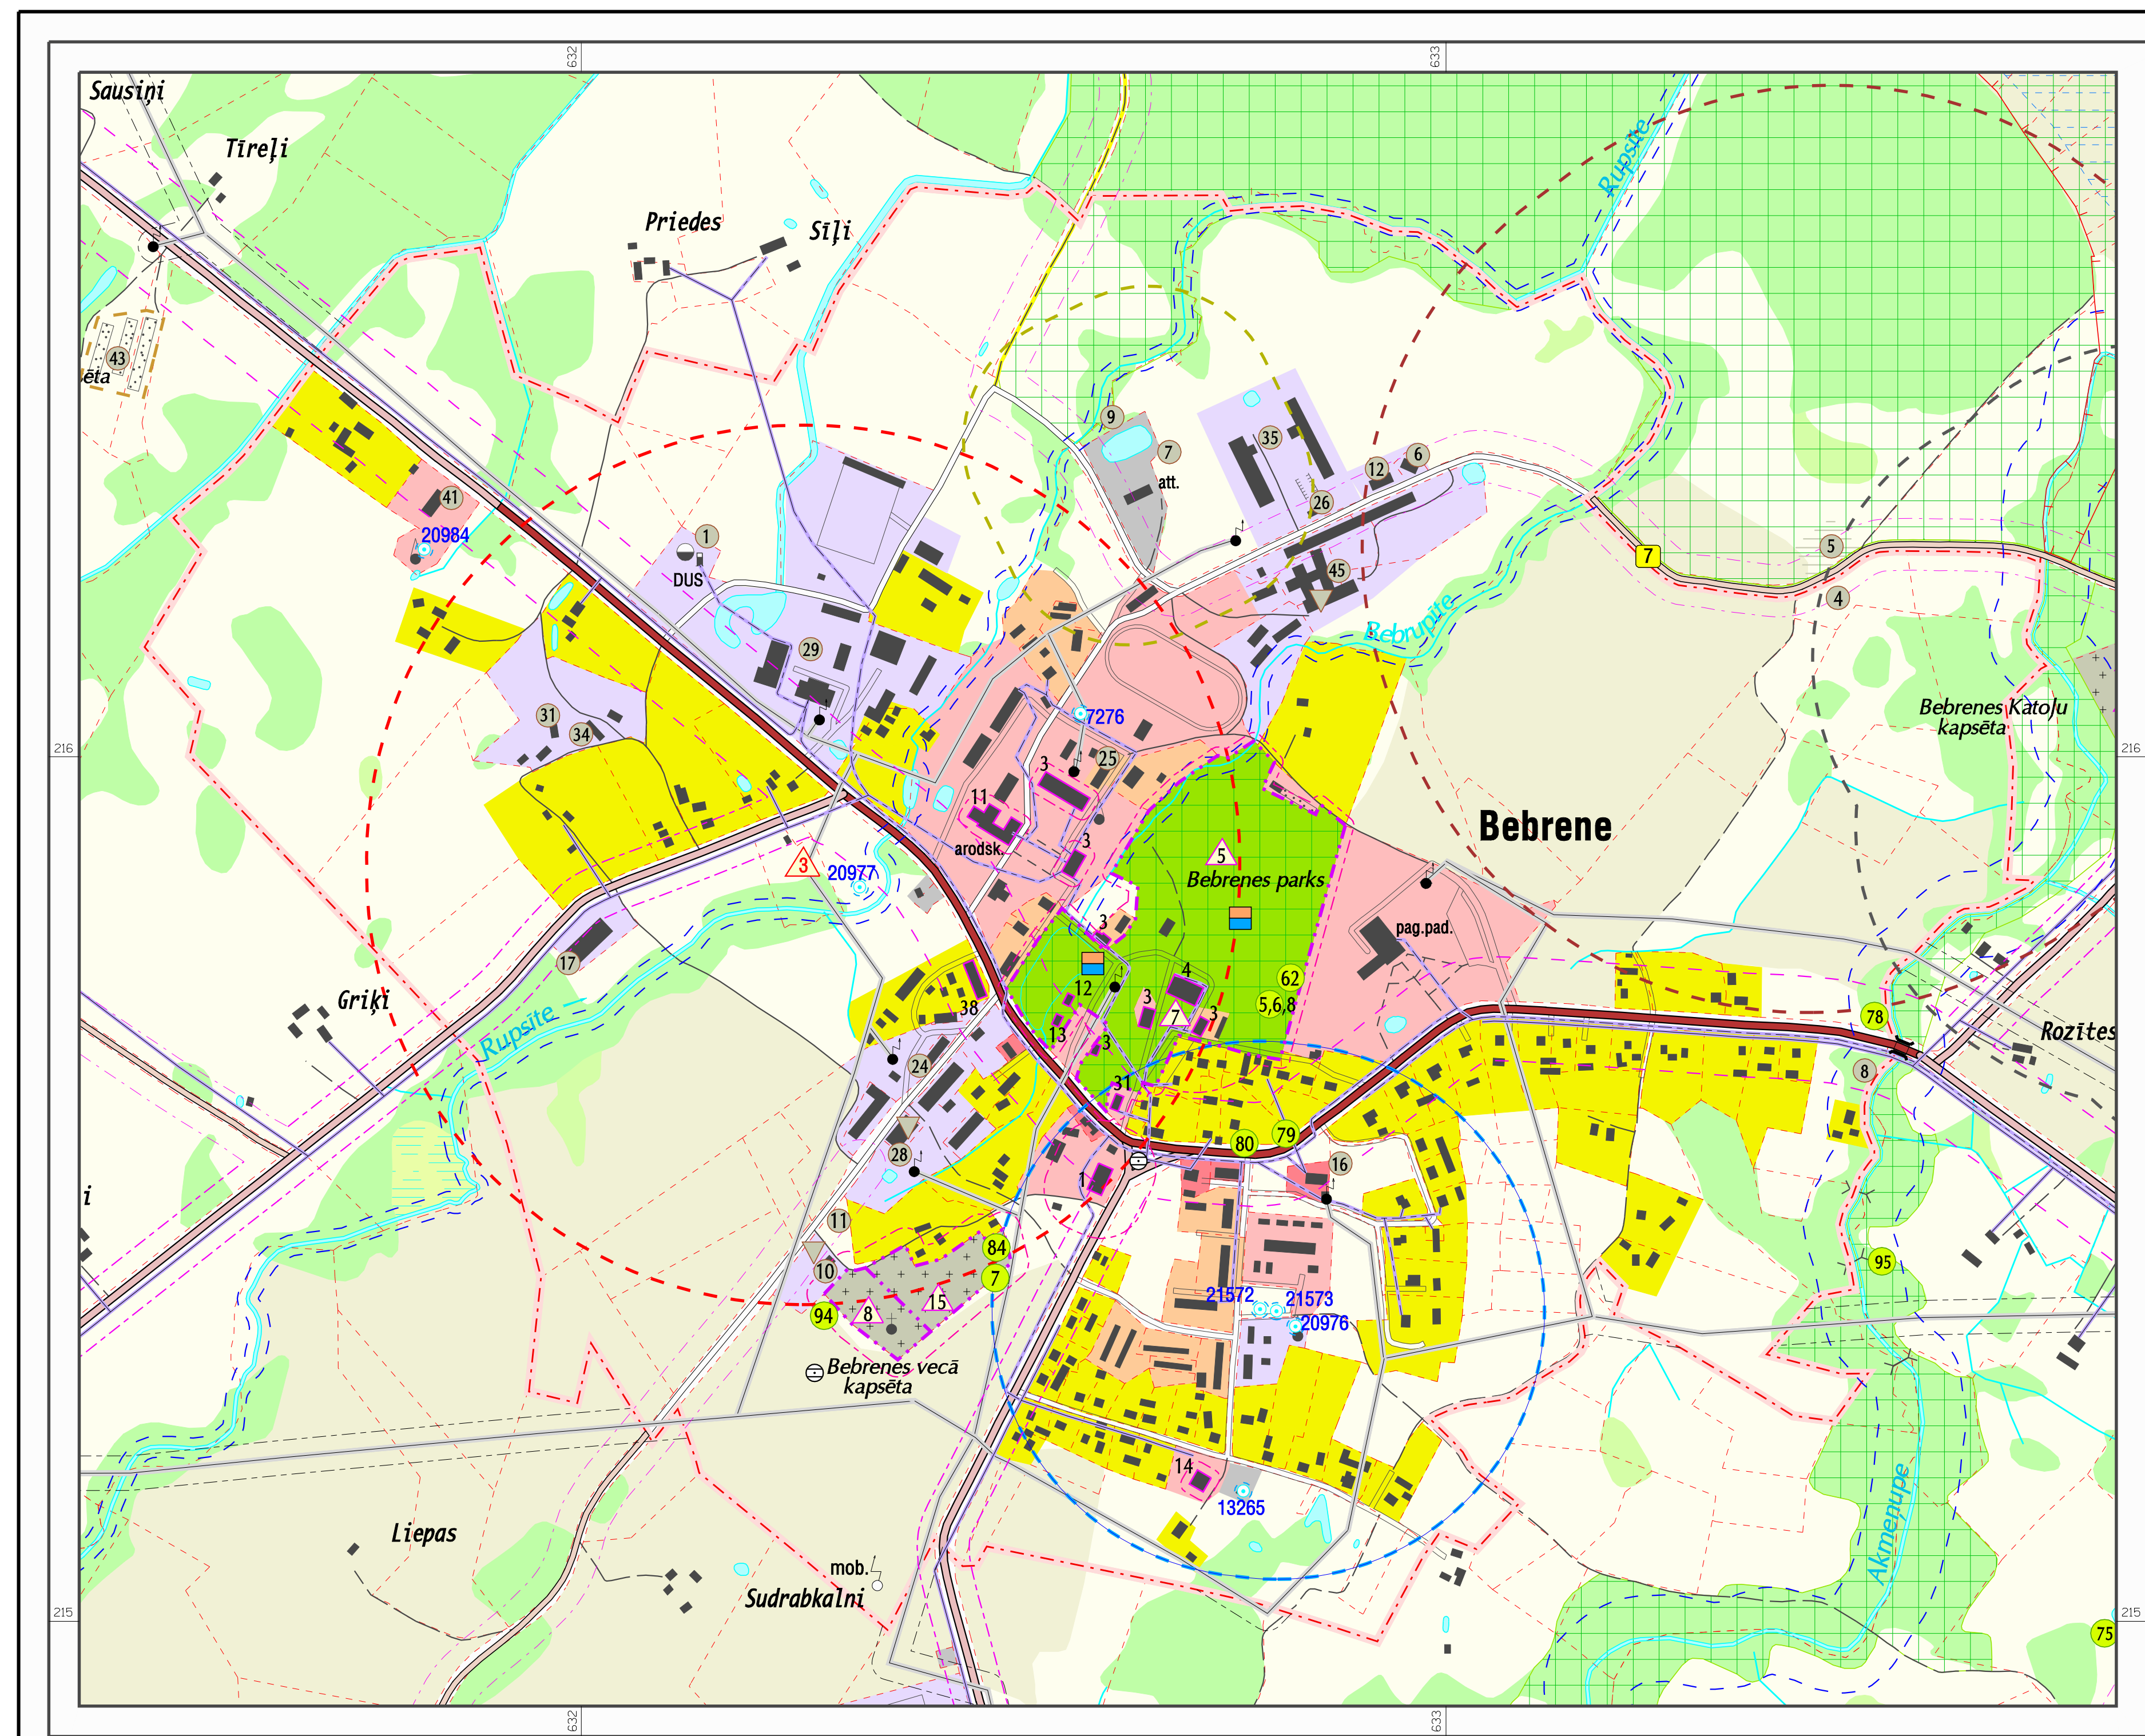 632
633
Sausiņi
Tīreļi
Rupsīte
Priedes
Sīļi
43
ēta
9
7
att.
35
12
6
41
20984
26
1
DUS
5
7
45
4
Bebrupīte
29
31
34
7276
Bebrenes Katoļu
kapsēta
216
216
25
3
11
Bebrene
arodsk.
3
3
20977
5
Bebrenes parks
3
pag.pad.
17
4
62
12
3
5,6,8
38
7
3
13
3
Griķi
Rupsīte
78
Rozītes
24
8
31
79
80
28
16
1
i
11
84
10
7
95
94
8
15
21572
21573
20976
Bebrenes vecā
kapsēta
14
13265
Akmeņupe
Liepas
mob.
Sudrabkalni
215
215
75
632
633